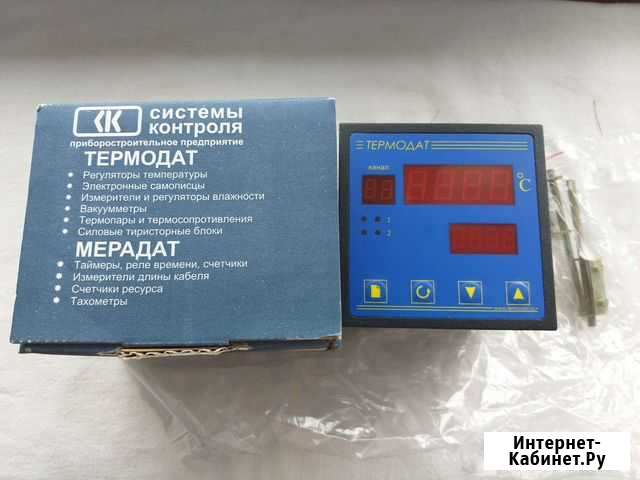 СК
системы
контроля
приборостроительное предприятие
ТЕРМОДАТ
Регуляторы температуры
Электронные самописцы
Измерители и регуляторы влажности
Вакуумметры
Термопары и термосопротивления
Силовые тиристорные блоки
МЕРАДАТ
Таймеры, реле времени, счетчики
Измерители длины кабеля
Счетчики ресурса
Тахометры
ТЕРМОДАТ
канал
°C
1
2
Интернет-
Кабинет.Ру